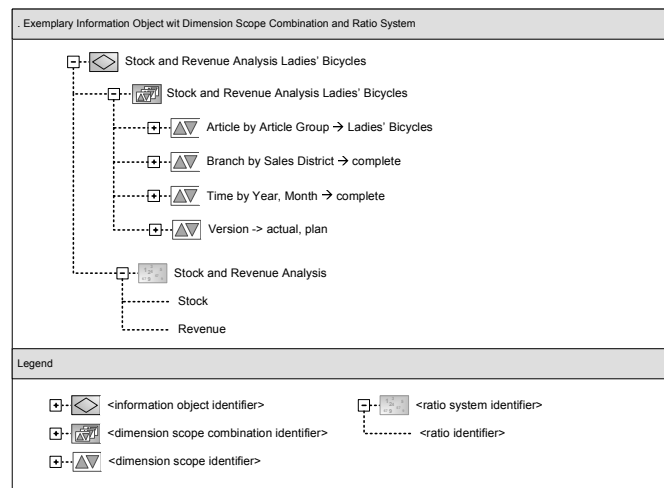 . Exemplary Information Object wit Dimension Scope Combination and Ratio System
Stock and Revenue Analysis Ladies' Bicycles
Stock and Revenue Analysis Ladies' Bicycles
Article by Article Group → Ladies' Bicycles
Branch by Sales District → complete
Time by Year, Month → complete
Version -> actual, plan
Stock and Revenue Analysis
Stock
Revenue
Legend
<information object identifier>
<dimension scope combination identifier>
<dimension scope identifier>
<ratio system identifier>
<ratio identifier>